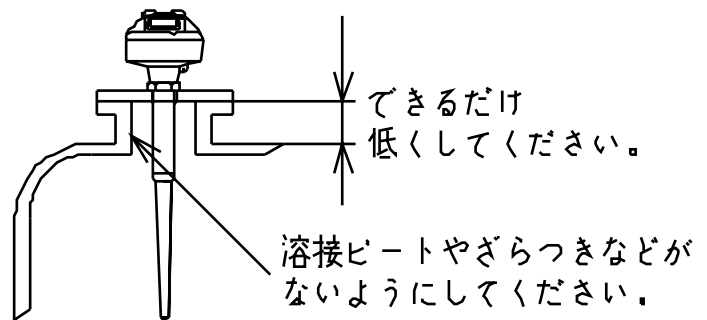 できるだけ
低くしてください。
溶接ビートやざらつきなどが
ないようにしてください。